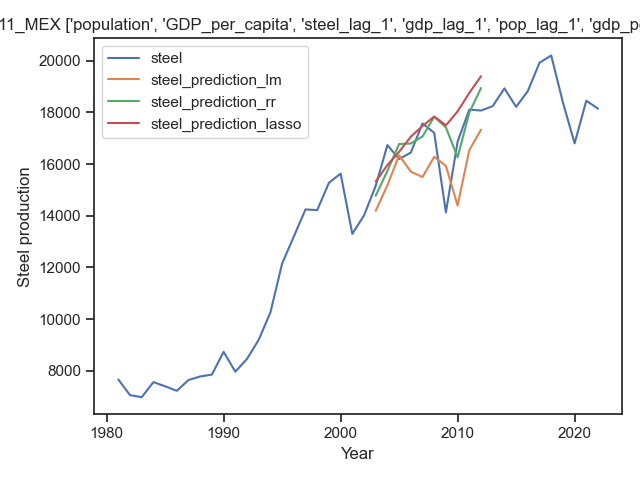 11_MEX ['population', 'GDP_per_capita', 'steel_lag_1', 'gdp_lag_1', 'pop_lag_1', 'gdp_p
steel
steel_prediction_lm
steel_prediction_rr
steel_prediction_lasso
Steel production
20000
18000
16000
14000
12000
10000
8000
1980
1990
2000
2010
2020
Year